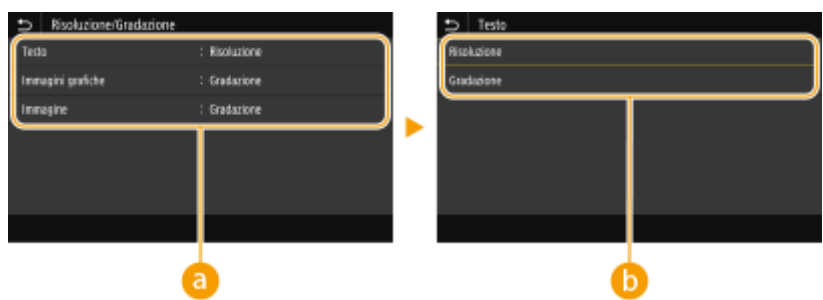 Risoluzione/Gradazione
Testo : Risoluzione
Immagini grafiche : Gradazione
Immagine : Gradazione
a
Testo
Risoluzione
Gradazione
b